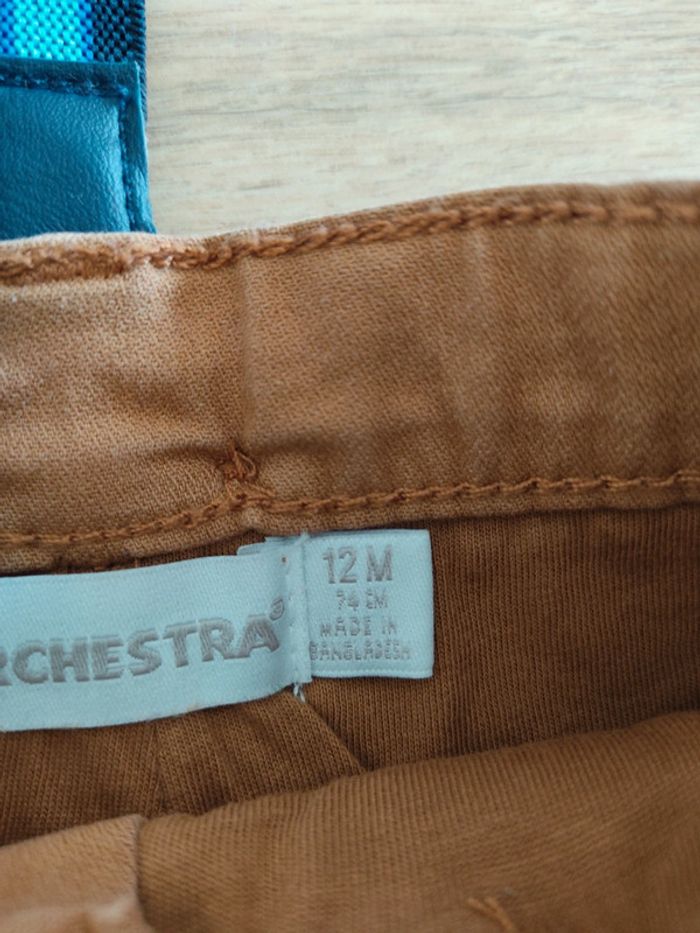 RCHESTRA®
12 M
74 CM
MADE IN
BANGLADESH